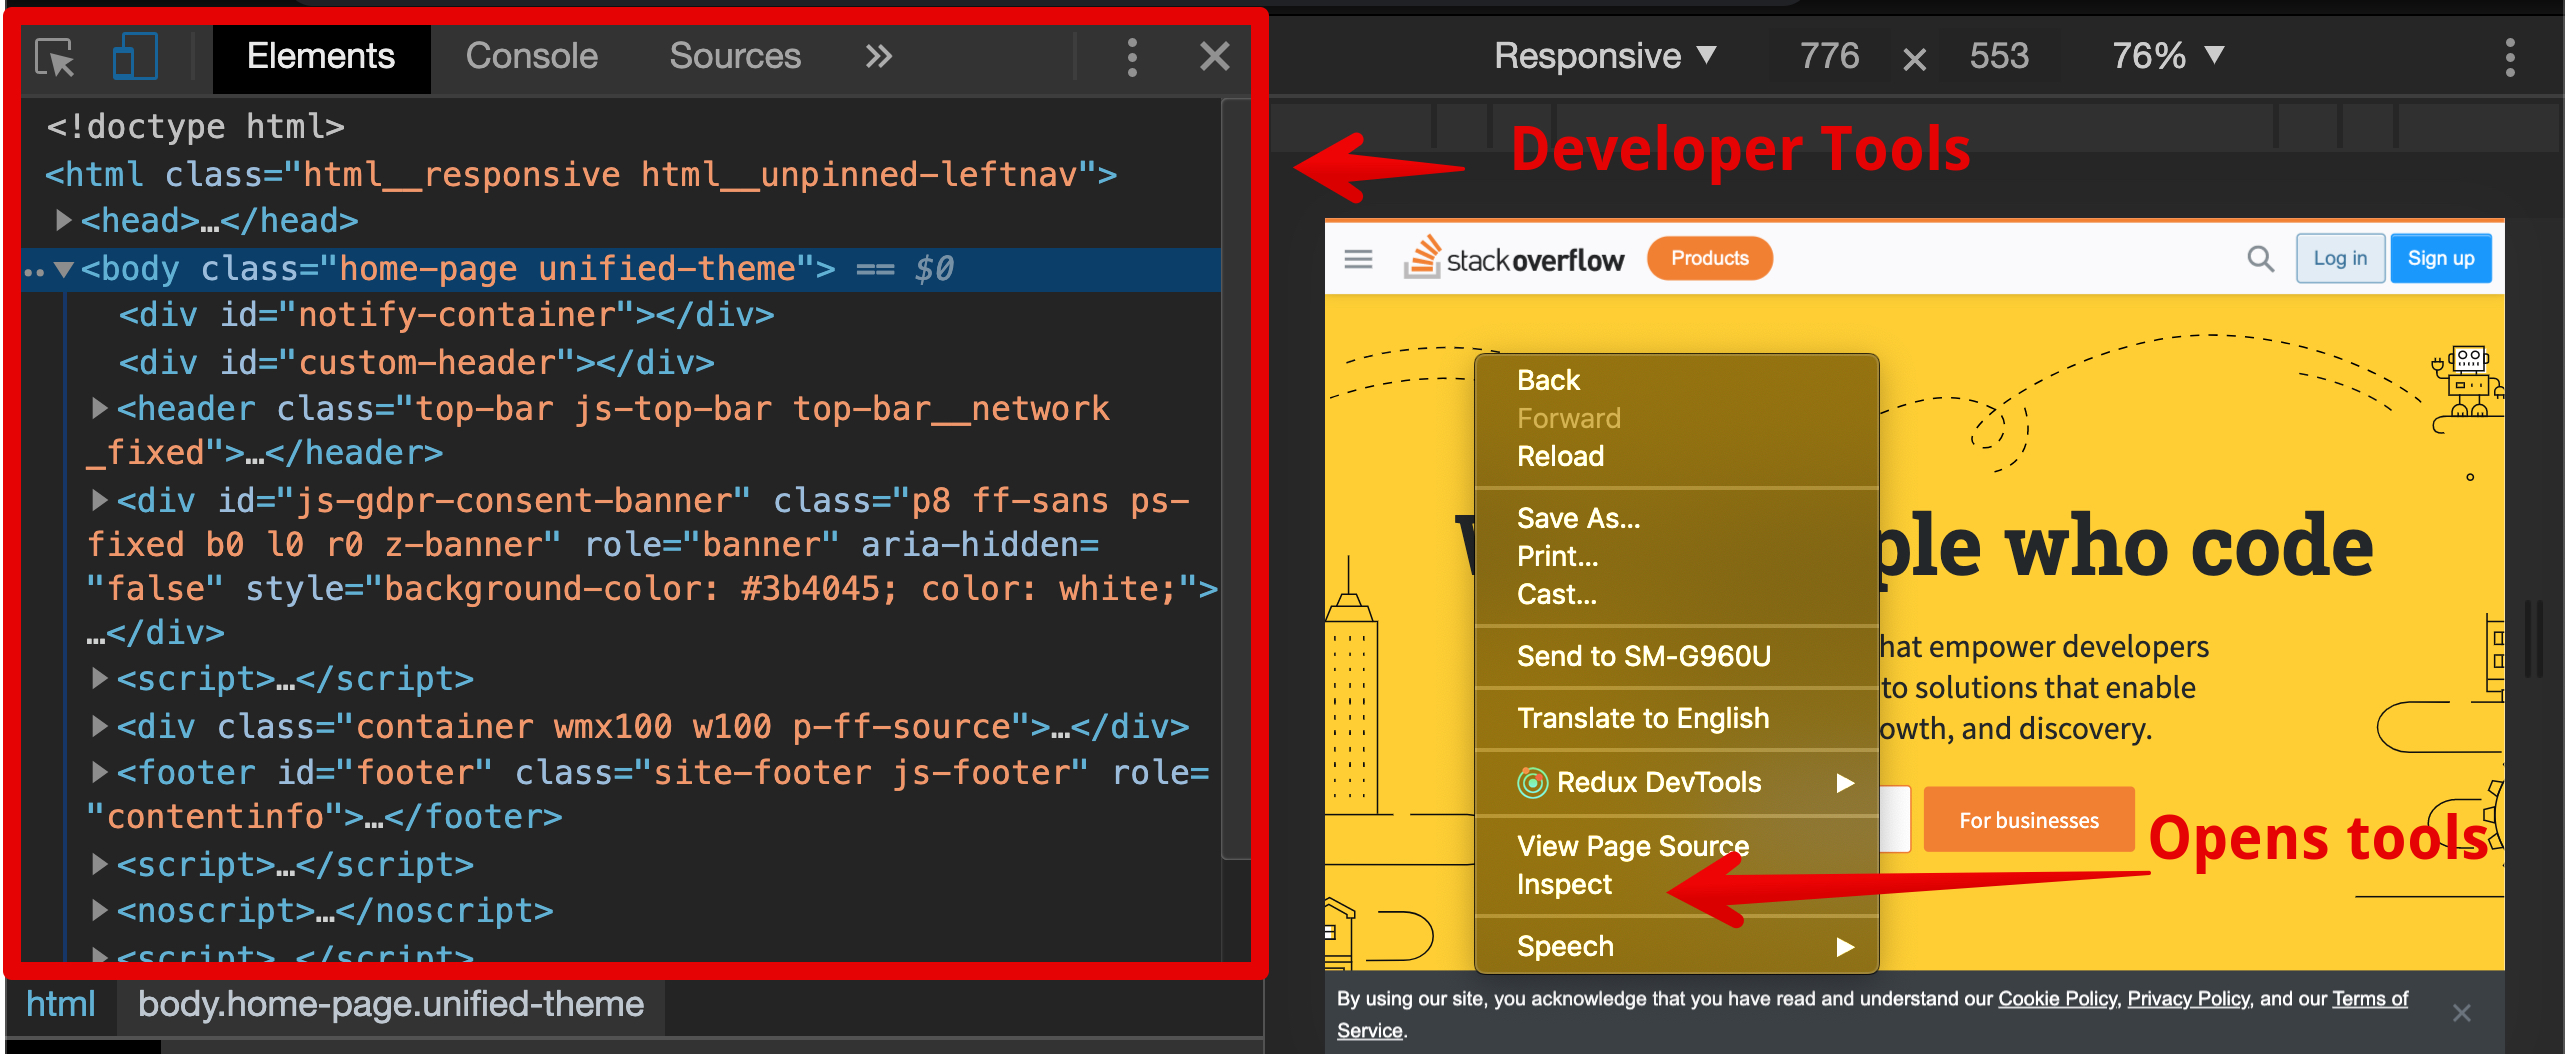 Elements Console Sources »
<!doctype html>
<html class="html__responsive html__unpinned-leftnav">
<head>…</head>
<body class="home-page unified-theme"> == $0
<div id="notify-container"></div>
<div id="custom-header"></div>
<header class="top-bar js-top-bar top-bar__network
_fixed">…</header>
<div id="js-gdpr-consent-banner" class="p8 ff-sans ps-
fixed b0 l0 r0 z-banner" role="banner" aria-hidden=
"false" style="background-color: #3b4045; color: white;">
…</div>
<script>…</script>
<div class="container wmx100 w100 p-ff-source">…</div>
<footer id="footer" class="site-footer js-footer" role=
"contentinfo">…</footer>
<script>…</script>
<noscript>…</noscript>
<script>…</script>
html body.home-page.unified-theme
Responsive 776 × 553 76%
Developer Tools
stackoverflow Products Log in Sign up
Back
Forward
Reload
Save As...
Print...
Cast...
Send to SM-G960U
Translate to English
Redux DevTools
View Page Source
Inspect
Speech
ple who code
hat empower developers
to solutions that enable
owth, and discovery.
For businesses
Opens tools
By using our site, you acknowledge that you have read and understand our Cookie Policy, Privacy Policy, and our Terms of
Service.